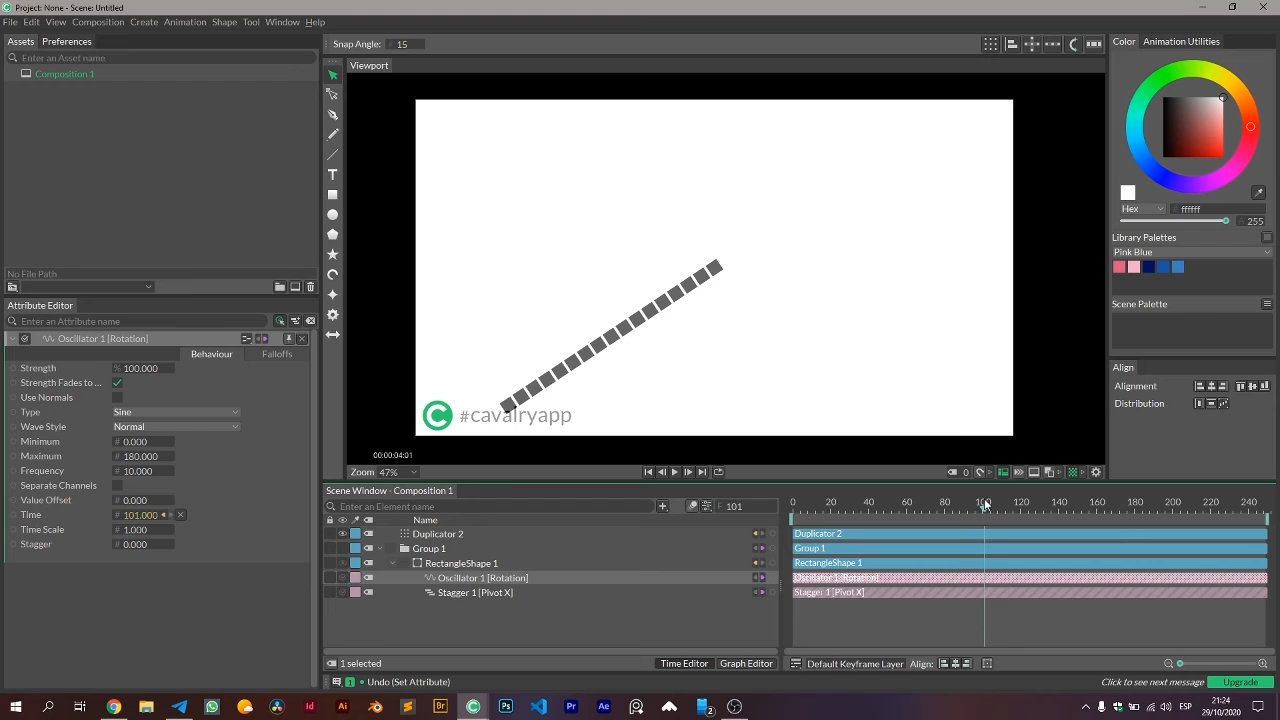 Project: None - Scene: Untitled
File Edit View Composition Create Animation Shape Tool Window Help
Assets Preferences
Snap Angle: 15
Color Animation Utilities
Enter an Asset name
Viewport
Composition 1
#cavalryapp
Hex # ffffff
255
Library Palettes
Pink Blue
No File Path
Scene Palette
Attribute Editor
Enter an Attribute name
Oscillator 1 [Rotation]
Behaviour Falloffs
Strength % 100.000
Strength Fades to ...
Use Normals
Type Sine
Wave Style Normal
Minimum # 0.000
Maximum # 180.000
Frequency # 10.000
Separate Channels
Value Offset # 0.000
Time # 101.000
Time Scale # 1.000
Stagger # 0.000
Align
Alignment
Distribution
00:00:04:01
Zoom 47%
0
Scene Window - Composition 1
Enter an Element name
F 101
0 20 40 60 80 100 120 140 160 180 200 220 240
Name
Duplicator 2
Group 1
RectangleShape 1
Oscillator 1 [Rotation]
Stagger 1 [Pivot X]
Duplicator 2
Group 1
RectangleShape 1
Oscillator 1 [Rotation]
Stagger 1 [Pivot X]
1 selected
Time Editor Graph Editor
Default Keyframe Layer Align:
1 Undo (Set Attribute)
Click to see next message Upgrade
ESP
21:24
29/10/2020